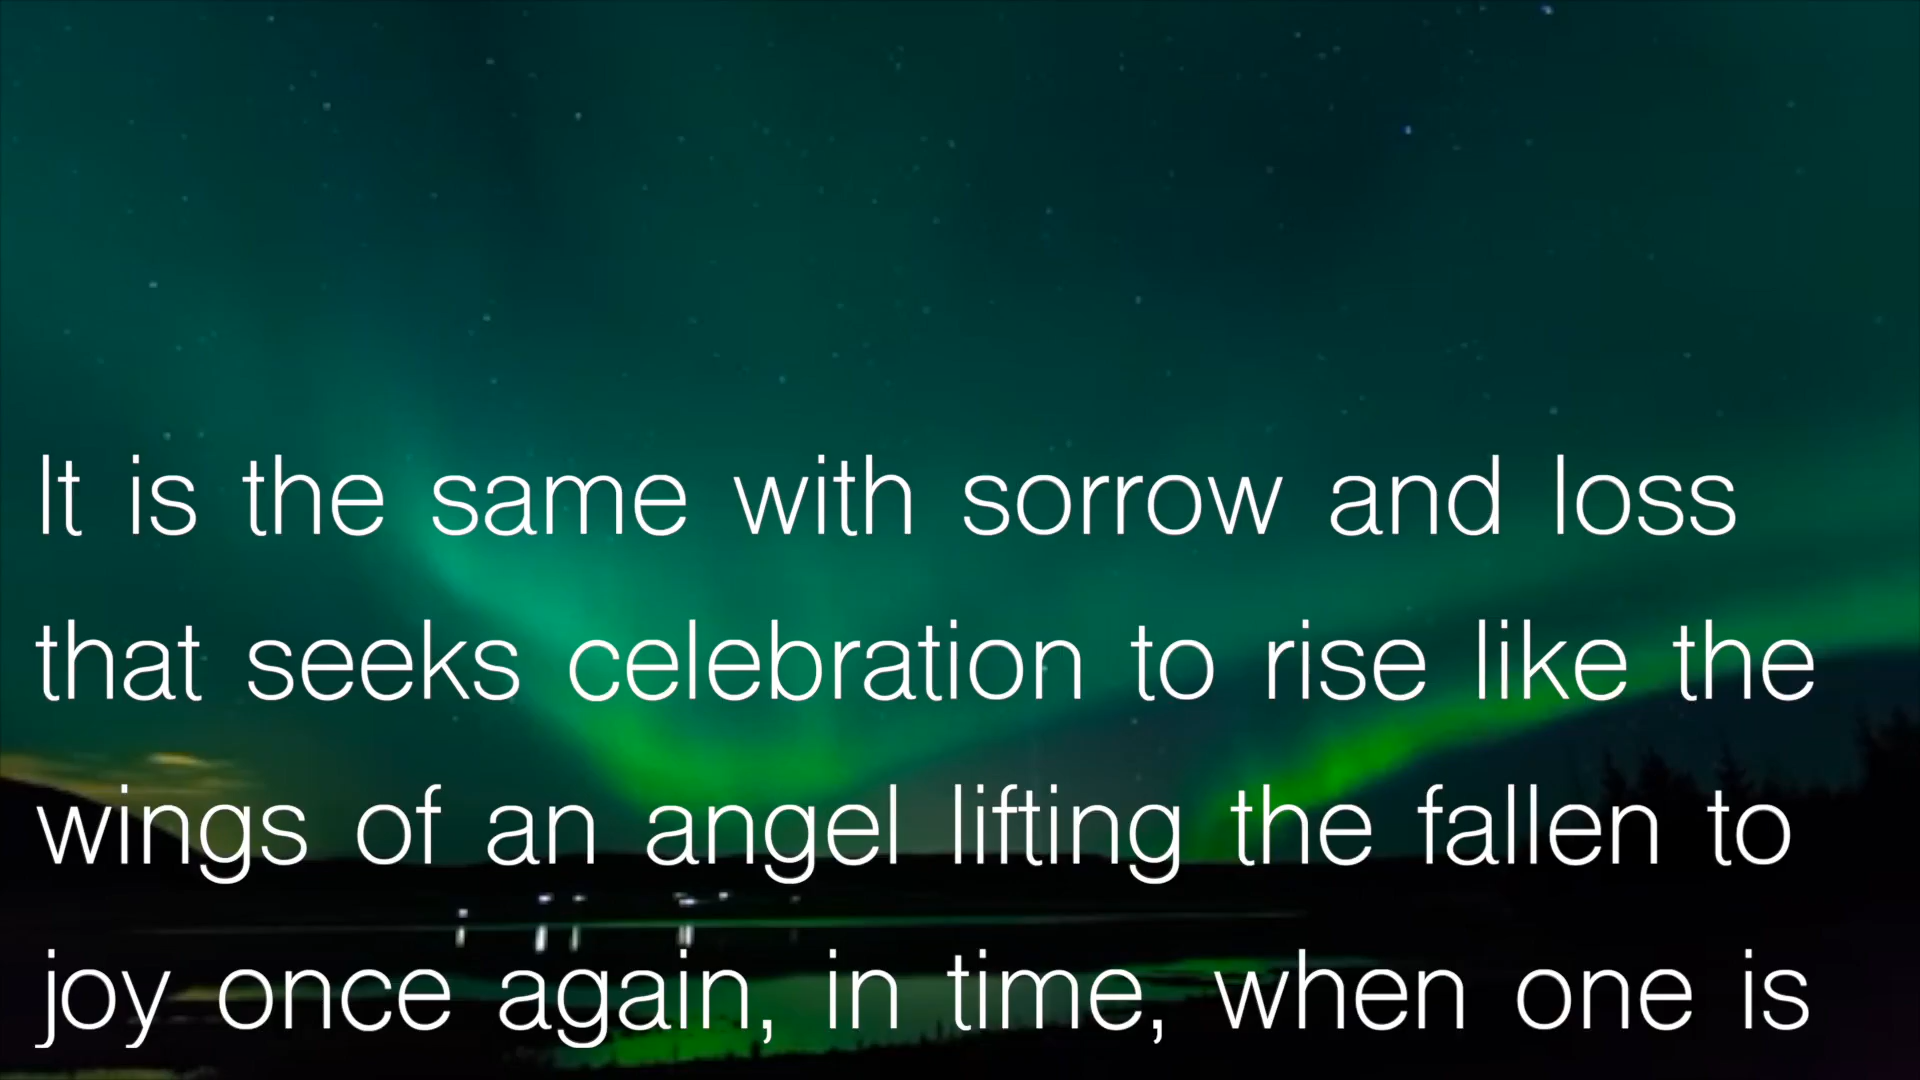 It is the same with sorrow and loss
that seeks celebration to rise like the
wings of an angel lifting the fallen to
joy once again, in time, when one is